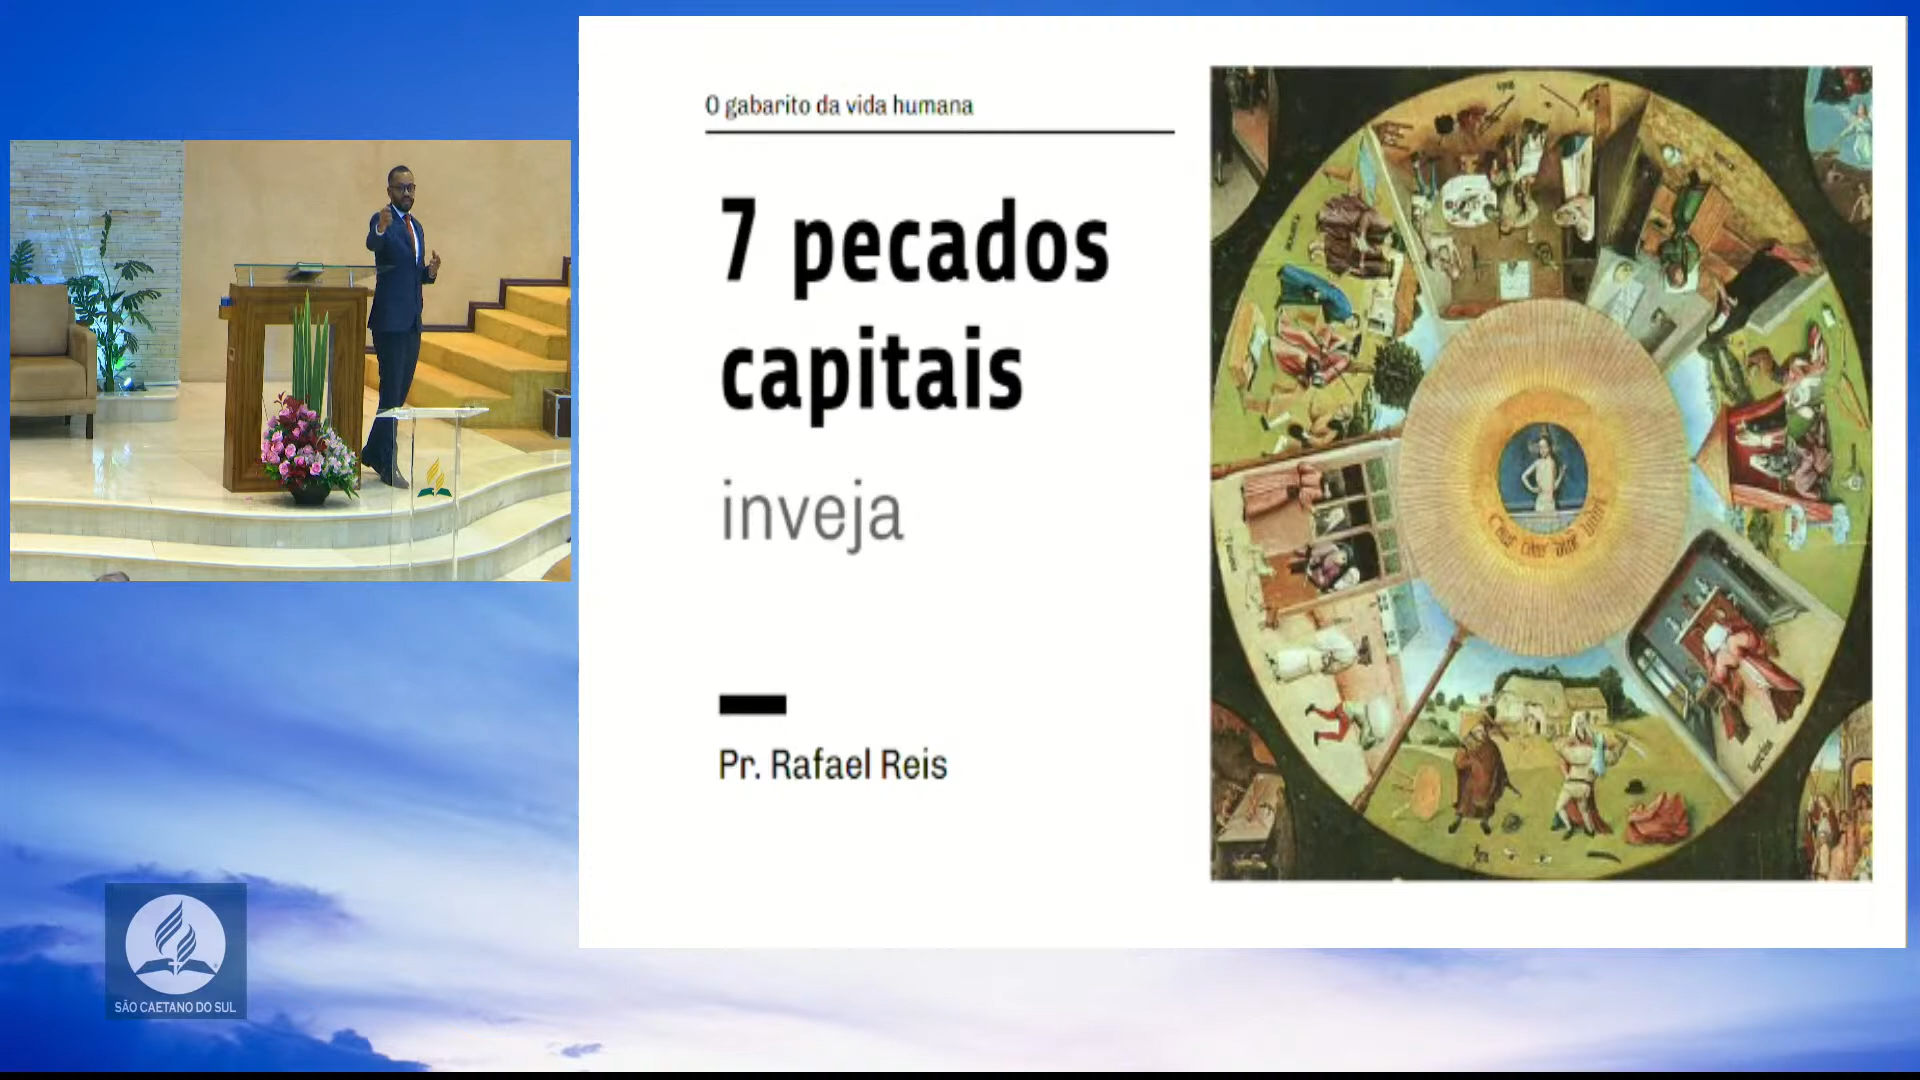 O gabarito da vida humana
7 pecados
capitais
inveja
Pr. Rafael Reis
SÃO CAETANO DO SUL